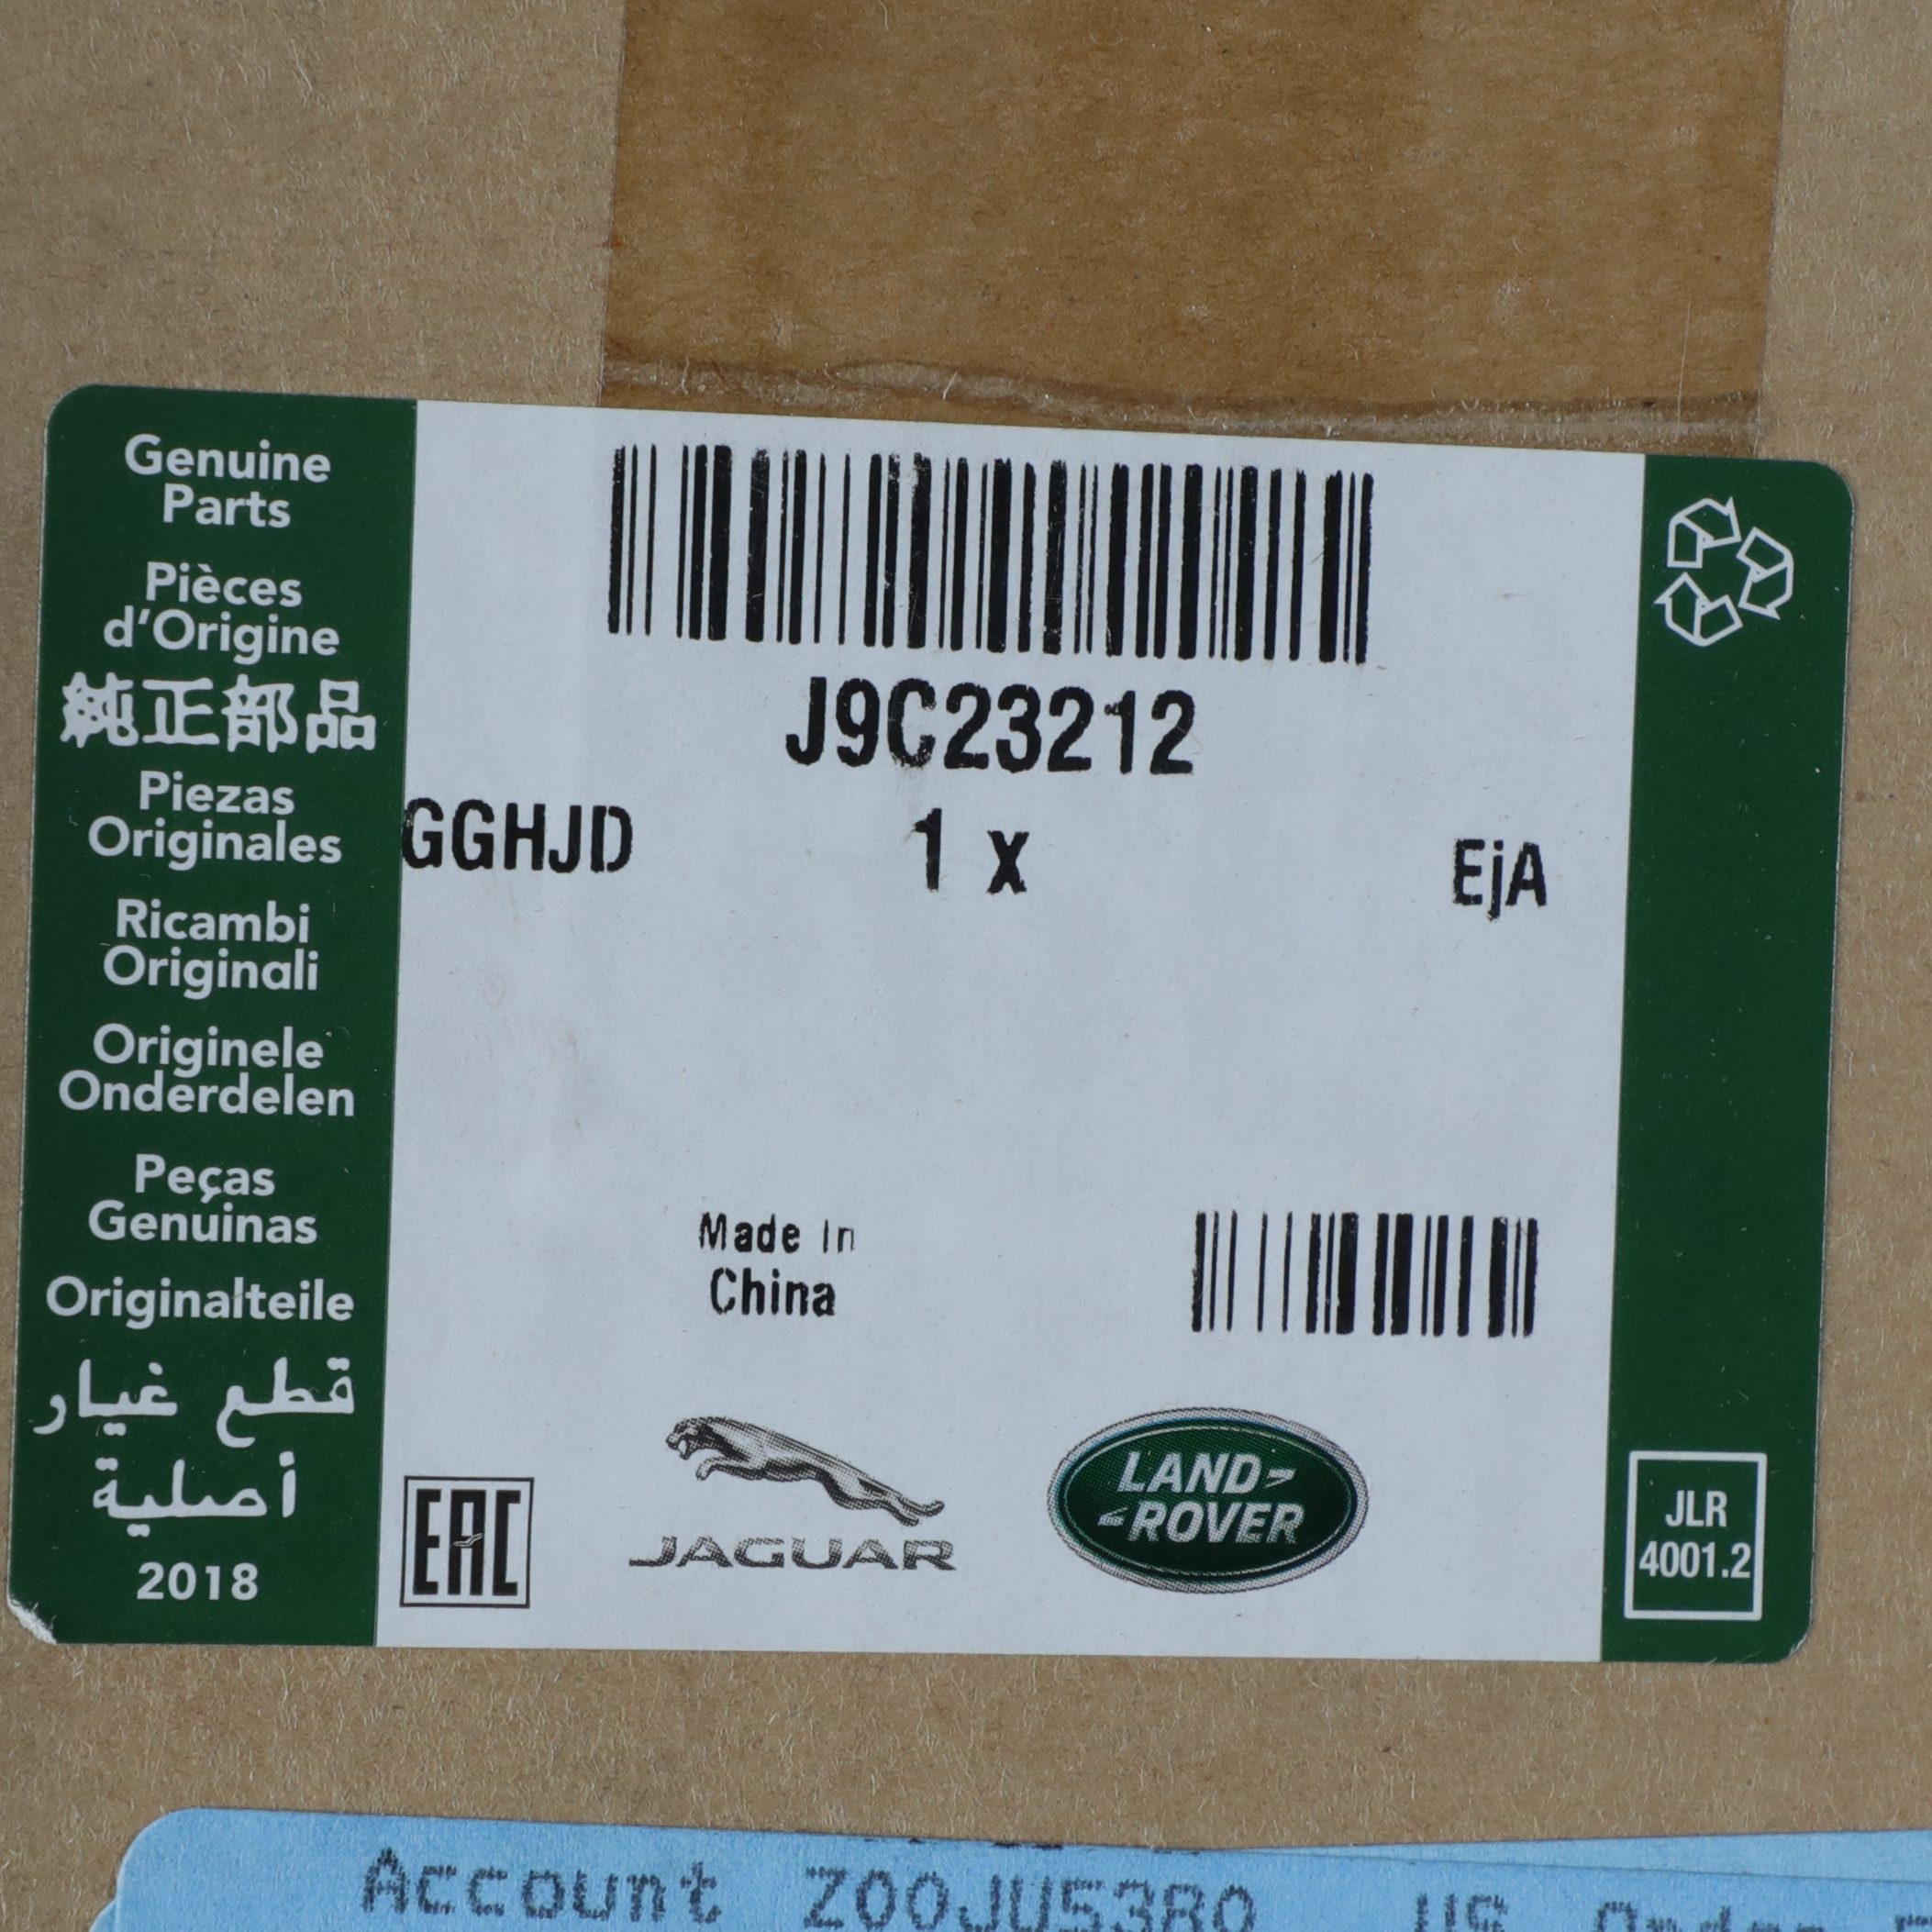 Genuine
Parts
Pièces
d'Origine
純正部品
Piezas
Originales
Ricambi
Originali
Originele
Onderdelen
Peças
Genuinas
Originalteile
قطع غيار
أصلية
2018
J9C23212
GGHJD 1 x EjA
Made In
China
EAC
JAGUAR
LAND
ROVER
JLR
4001.2
Account